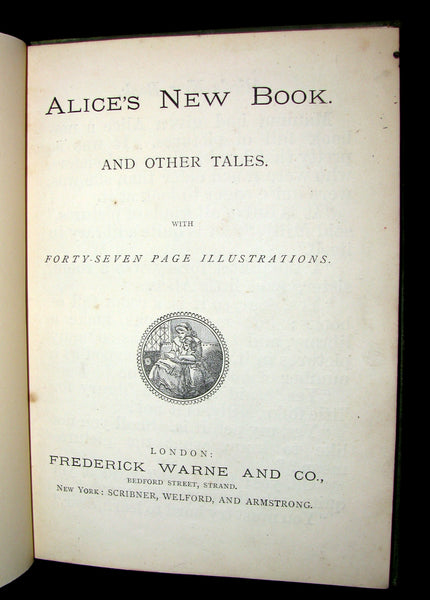 ALICE'S NEW BOOK.
AND OTHER TALES.
WITH
FORTY-SEVEN PAGE ILLUSTRATIONS.
LONDON:
FREDERICK WARNE AND CO.,
BEDFORD STREET, STRAND.
NEW YORK: SCRIBNER, WELFORD, AND ARMSTRONG.